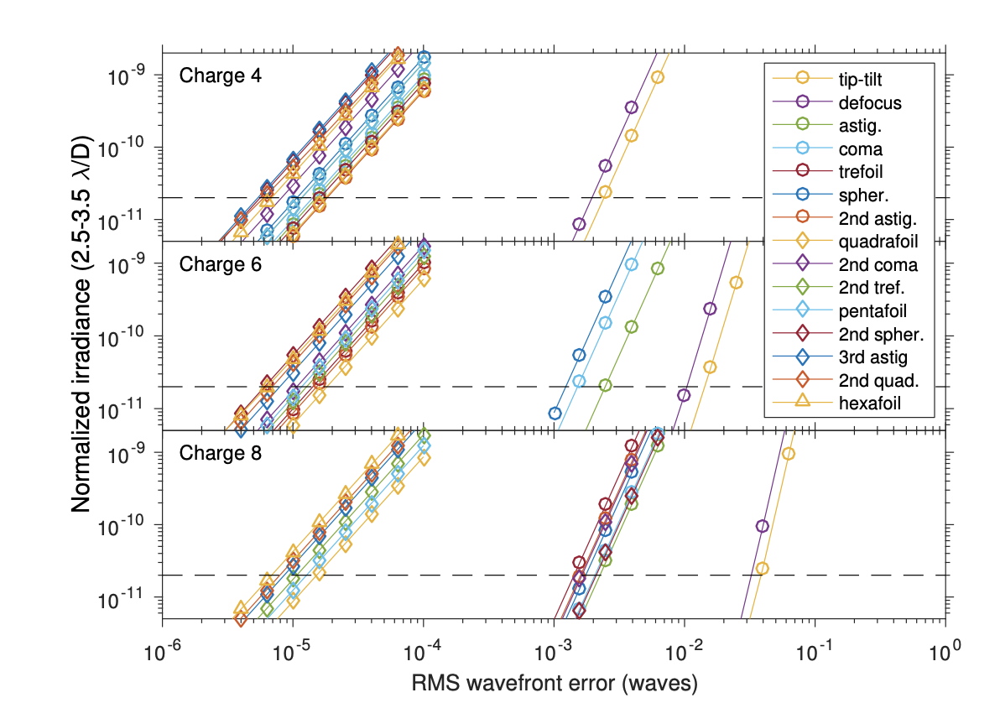 Normalized irradiance (2.5-3.5 λ/D)
Charge 4
10⁻⁹
10⁻¹⁰
10⁻¹¹
Charge 6
10⁻⁹
10⁻¹⁰
10⁻¹¹
Charge 8
10⁻⁹
10⁻¹⁰
10⁻¹¹
tip-tilt
defocus
astig.
coma
trefoil
spher.
2nd astig.
quadrafoil
2nd coma
2nd tref.
pentafoil
2nd spher.
3rd astig
2nd quad.
hexafoil
10⁻⁶ 10⁻⁵ 10⁻⁴ 10⁻³ 10⁻² 10⁻¹ 10⁰
RMS wavefront error (waves)